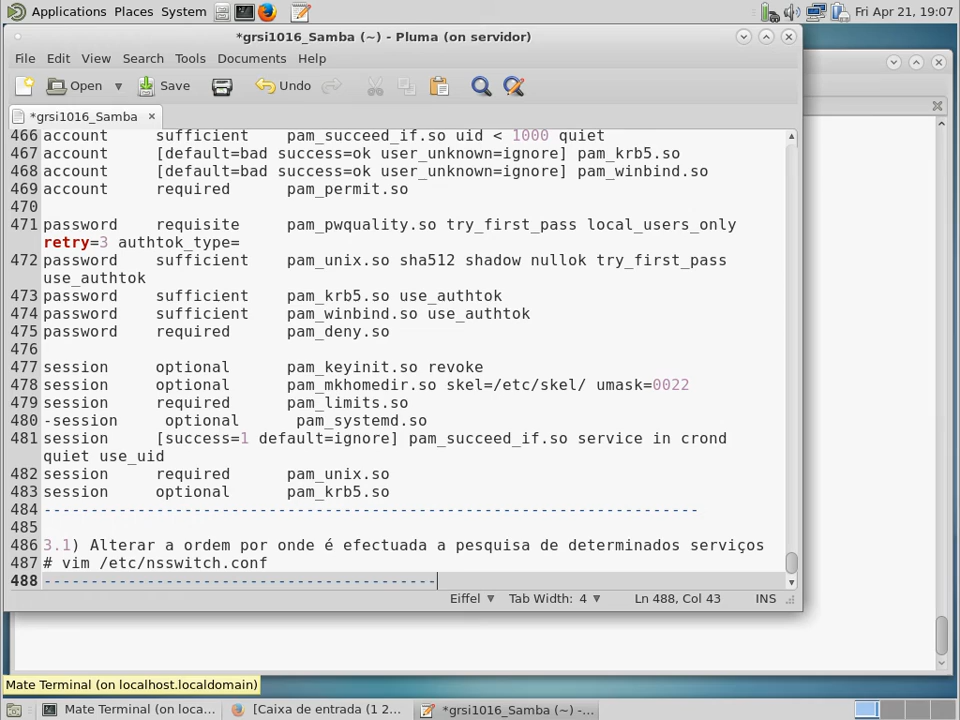 Applications Places System Fri Apr 21, 19:07
*grsi1016_Samba (~) - Pluma (on servidor)
File Edit View Search Tools Documents Help
Open Save Undo
*grsi1016_Samba
466 account sufficient pam_succeed_if.so uid < 1000 quiet
467 account [default=bad success=ok user_unknown=ignore] pam_krb5.so
468 account [default=bad success=ok user_unknown=ignore] pam_winbind.so
469 account required pam_permit.so
470
471 password requisite pam_pwquality.so try_first_pass local_users_only
retry=3 authtok_type=
472 password sufficient pam_unix.so sha512 shadow nullok try_first_pass
use_authtok
473 password sufficient pam_krb5.so use_authtok
474 password sufficient pam_winbind.so use_authtok
475 password required pam_deny.so
476
477 session optional pam_keyinit.so revoke
478 session optional pam_mkhomedir.so skel=/etc/skel/ umask=0022
479 session required pam_limits.so
480 -session optional pam_systemd.so
481 session [success=1 default=ignore] pam_succeed_if.so service in crond
quiet use_uid
482 session required pam_unix.so
483 session optional pam_krb5.so
484 ----------------------------------------------------------------------
485
486 3.1) Alterar a ordem por onde é efectuada a pesquisa de determinados serviços
487 # vim /etc/nsswitch.conf
488 ------------------------------------------
Eiffel Tab Width: 4 Ln 488, Col 43 INS
Mate Terminal (on localhost.localdomain)
Mate Terminal (on loca... [Caixa de entrada (1 2... *grsi1016_Samba (~) -...